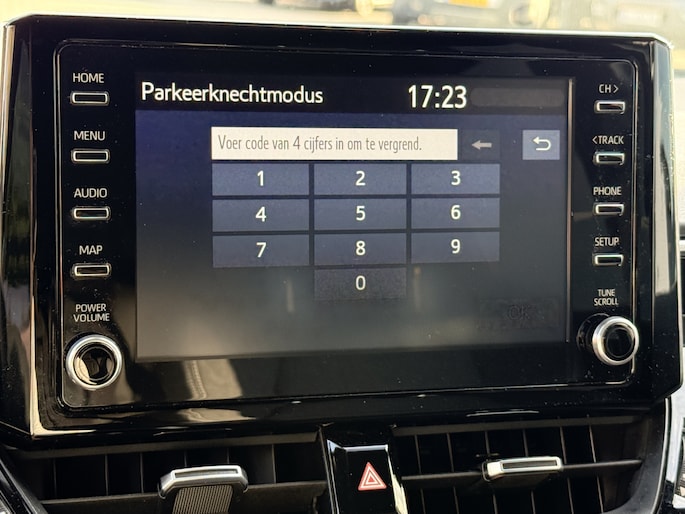 HOME
MENU
AUDIO
MAP
POWER
VOLUME
Parkeerknechtmodus 17:23
Voer code van 4 cijfers in om te vergrend.
1 2 3
4 5 6
7 8 9
0
OK
CH >
< TRACK
PHONE
SETUP
TUNE
SCROLL